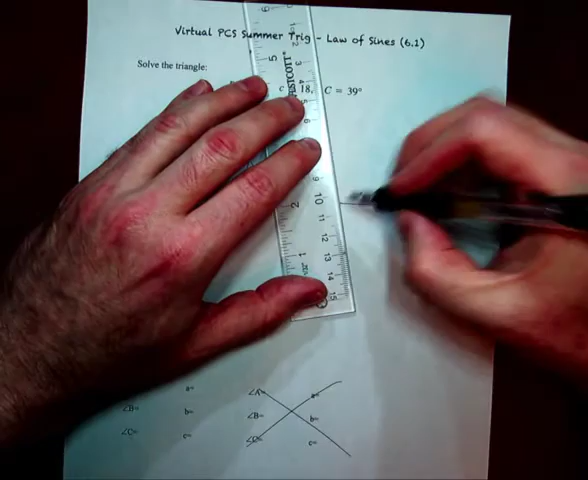 Virtual PCS Summer Trig - Law of Sines (6.1)
Solve the triangle:
c 18, C = 39°
WESTCOTT
∠A= a=
∠B= b= ∠B= b=
∠C= c= ∠C= c=